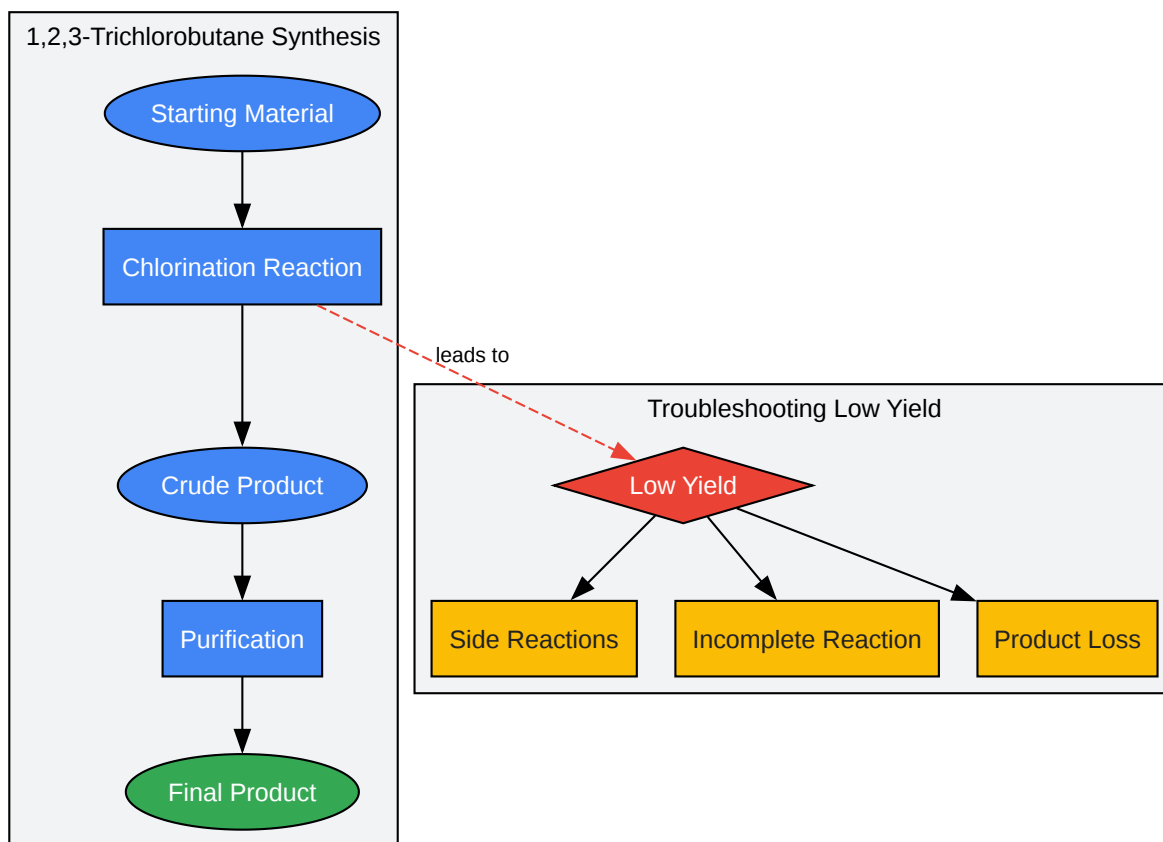 1,2,3-Trichlorobutane Synthesis
Starting Material
Chlorination Reaction
leads to
Troubleshooting Low Yield
Crude Product
Low Yield
Purification
Side Reactions
Incomplete Reaction
Product Loss
Final Product